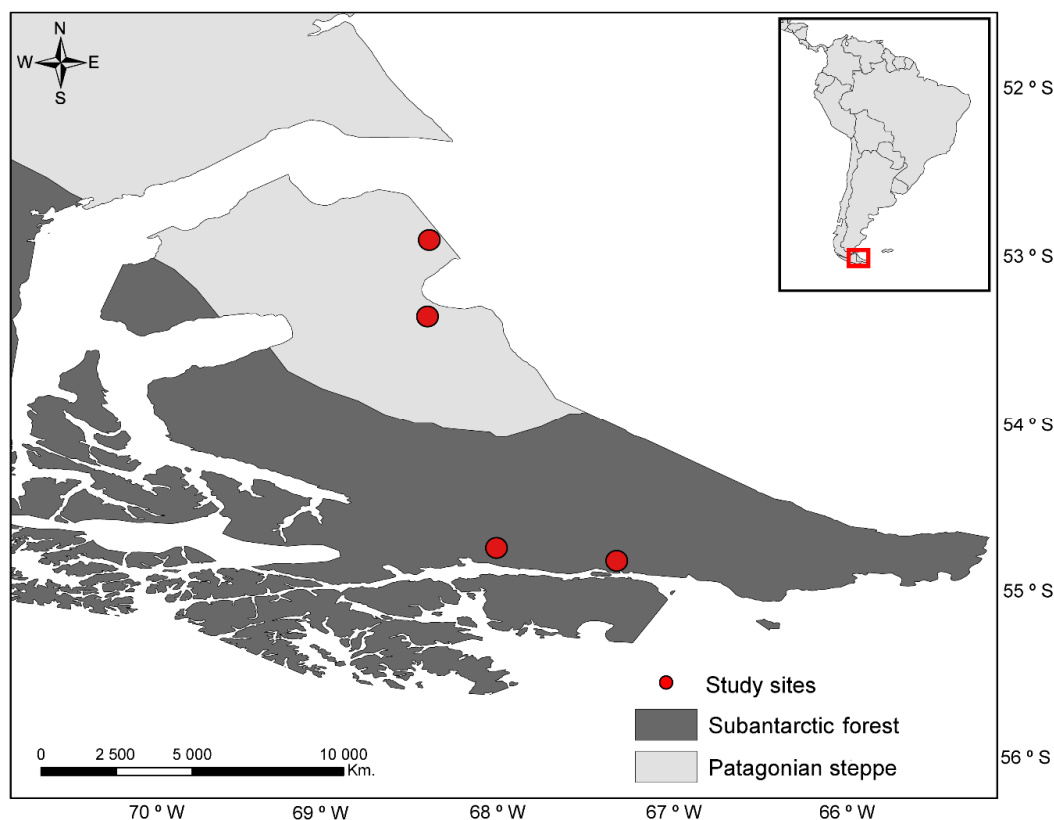 N
W E
S
52 º S
53 º S
54 º S
55 º S
56 º S
Study sites
Subantarctic forest
Patagonian steppe
0 2 500 5 000 10 000
Km.
70 º W 69 º W 68 º W 67 º W 66 º W